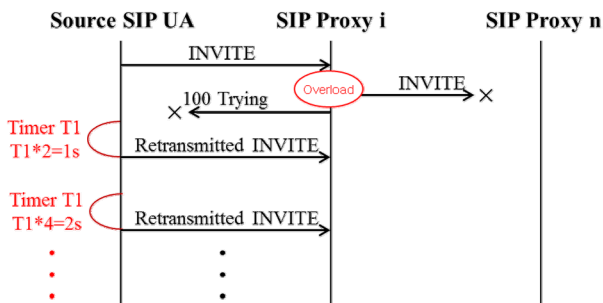 Source SIP UA SIP Proxy i SIP Proxy n
INVITE
Overload
INVITE
100 Trying
Timer T1
T1*2=1s
Retransmitted INVITE
Timer T1
T1*4=2s
Retransmitted INVITE